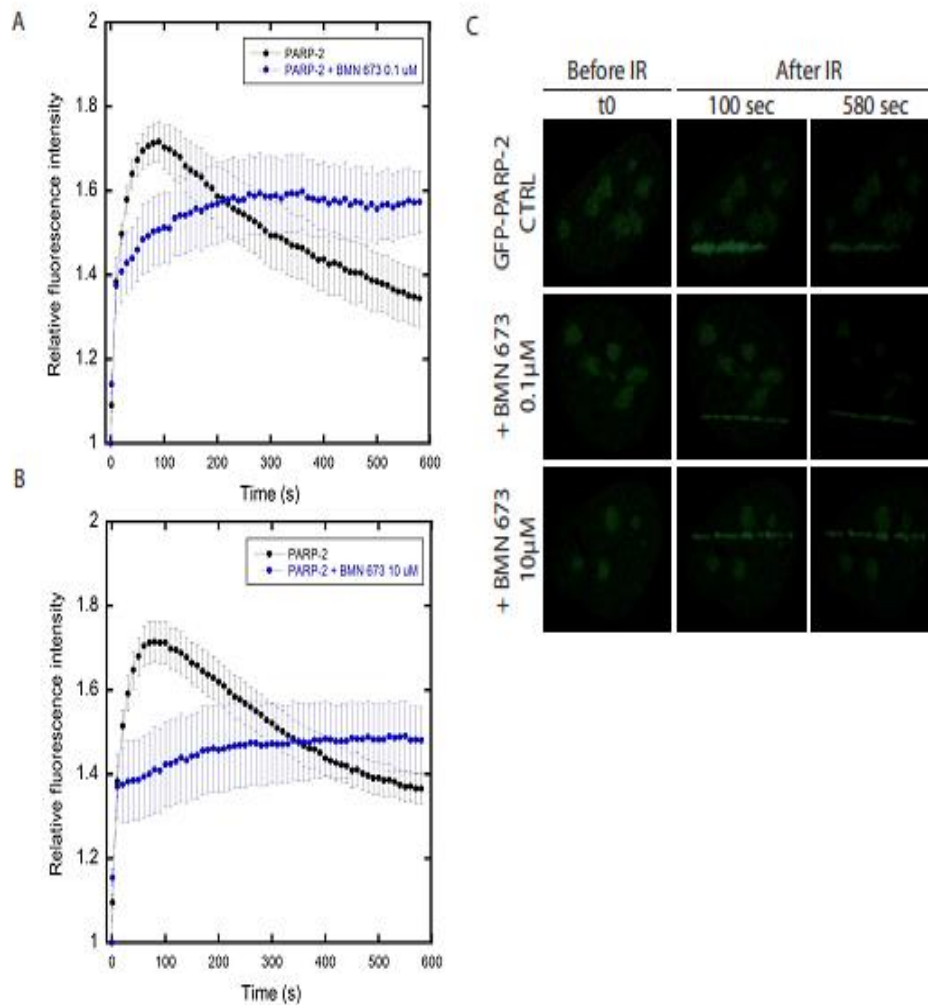 A
2
1.8
1.6
1.4
1.2
1
Relative fluorescence intensity
PARP-2
PARP-2 + BMN 673 0.1 uM
0 100 200 300 400 500 600
Time (s)
B
2
1.8
1.6
1.4
1.2
1
Relative fluorescence intensity
PARP-2
PARP-2 + BMN 673 10 uM
0 100 200 300 400 500 600
Time (s)
C
Before IR After IR
t0 100 sec 580 sec
GFP-PARP-2
CTRL
+ BMN 673
0.1µM
+ BMN 673
10µM